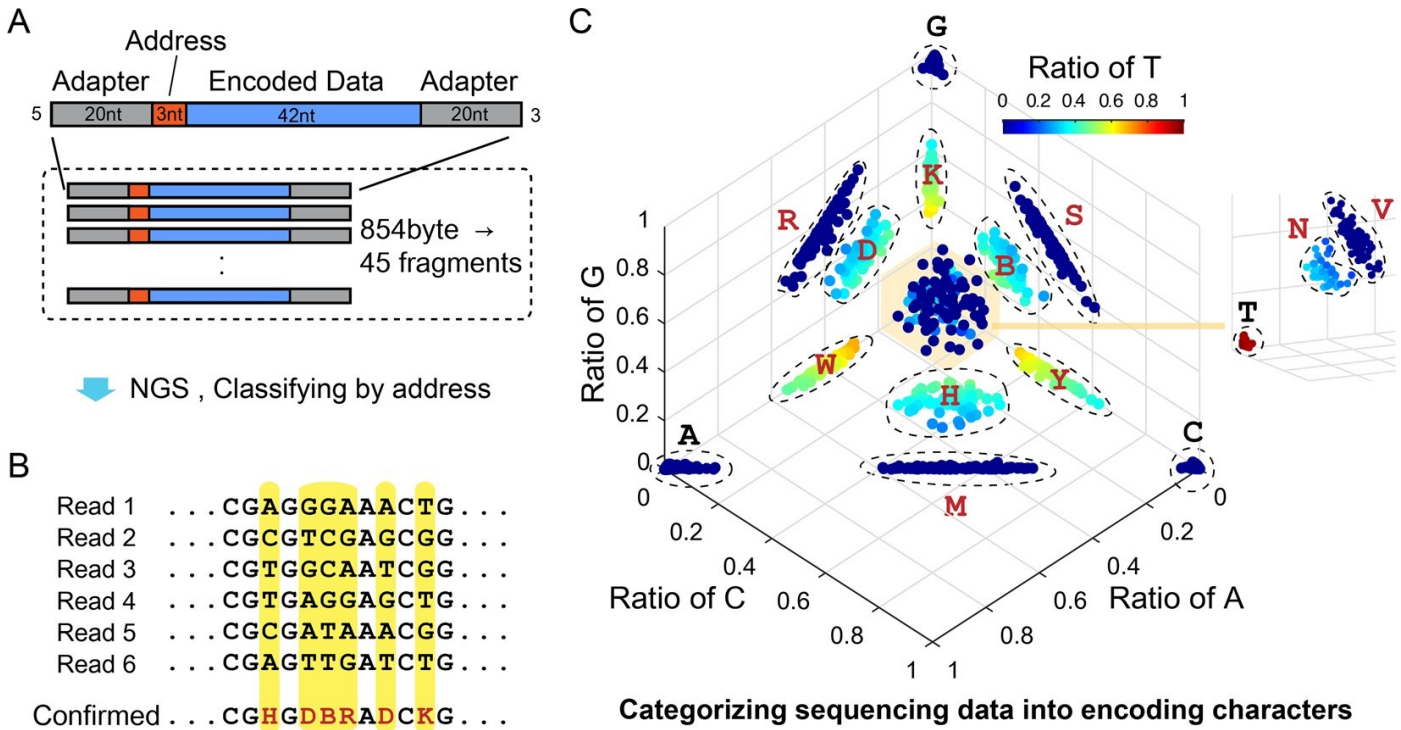 A
Address
Adapter Encoded Data Adapter
5 20nt 3nt 42nt 20nt 3
854byte →
45 fragments
:
NGS , Classifying by address
B
Read 1 ...CGAGGGAAACTG...
Read 2 ...CGCGTCGAGCGG...
Read 3 ...CGTGGCAATCGG...
Read 4 ...CGTGAGGAGCTG...
Read 5 ...CGCGATAAACGG...
Read 6 ...CGAGTTGATCTG...
Confirmed ...CGHGDBRADCKG...
C
G
Ratio of T
0 0.2 0.4 0.6 0.8 1
K
R
S
D
B
W
Y
H
A
C
M
N
V
T
Ratio of G
1
0.8
0.6
0.4
0.2
0
Ratio of C
0
0.2
0.4
0.6
0.8
1
Ratio of A
0
0.2
0.4
0.6
0.8
1
Categorizing sequencing data into encoding characters